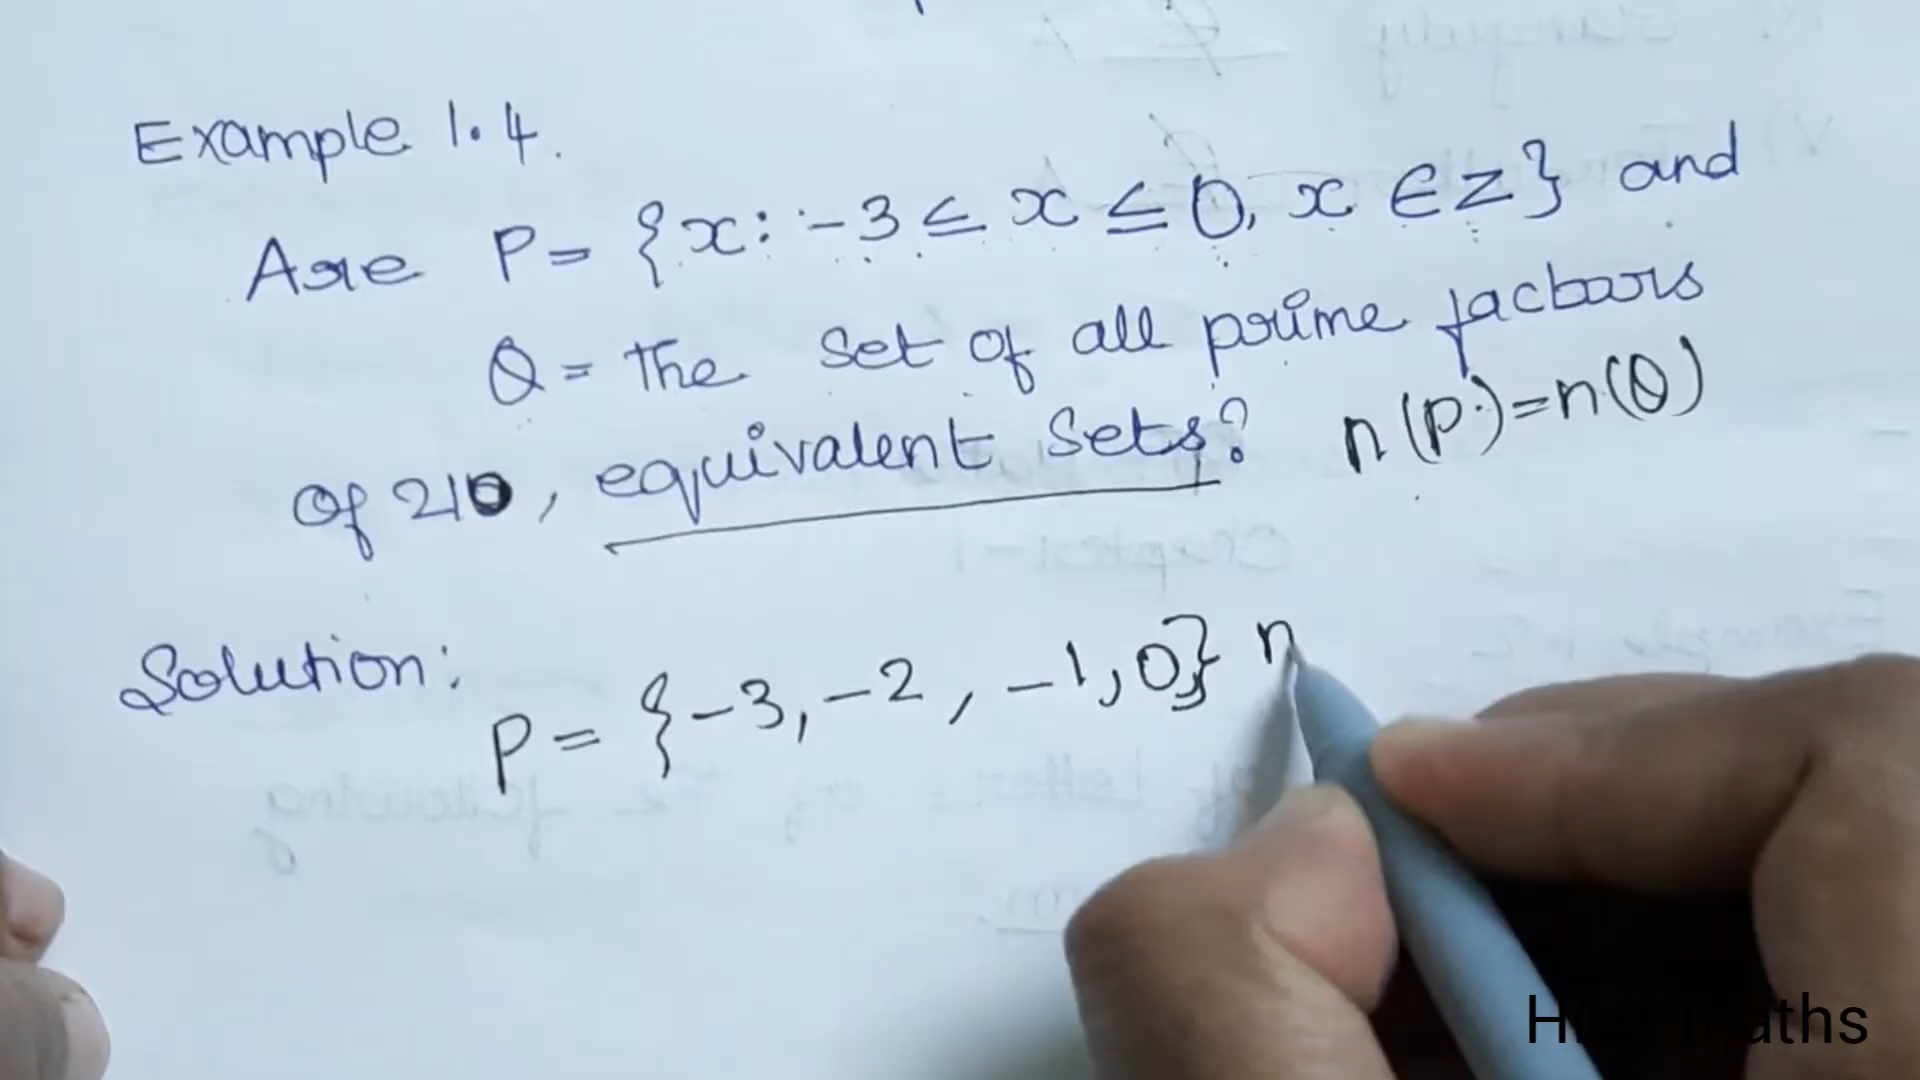 Example 1.4.
Are P = {x: -3 ≤ x ≤ 0, x ∈ Z} and
Q = The set of all prime factors
of 210, equivalent sets? n(P) = n(Q)
Solution:
P = {-3, -2, -1, 0,} n
maths